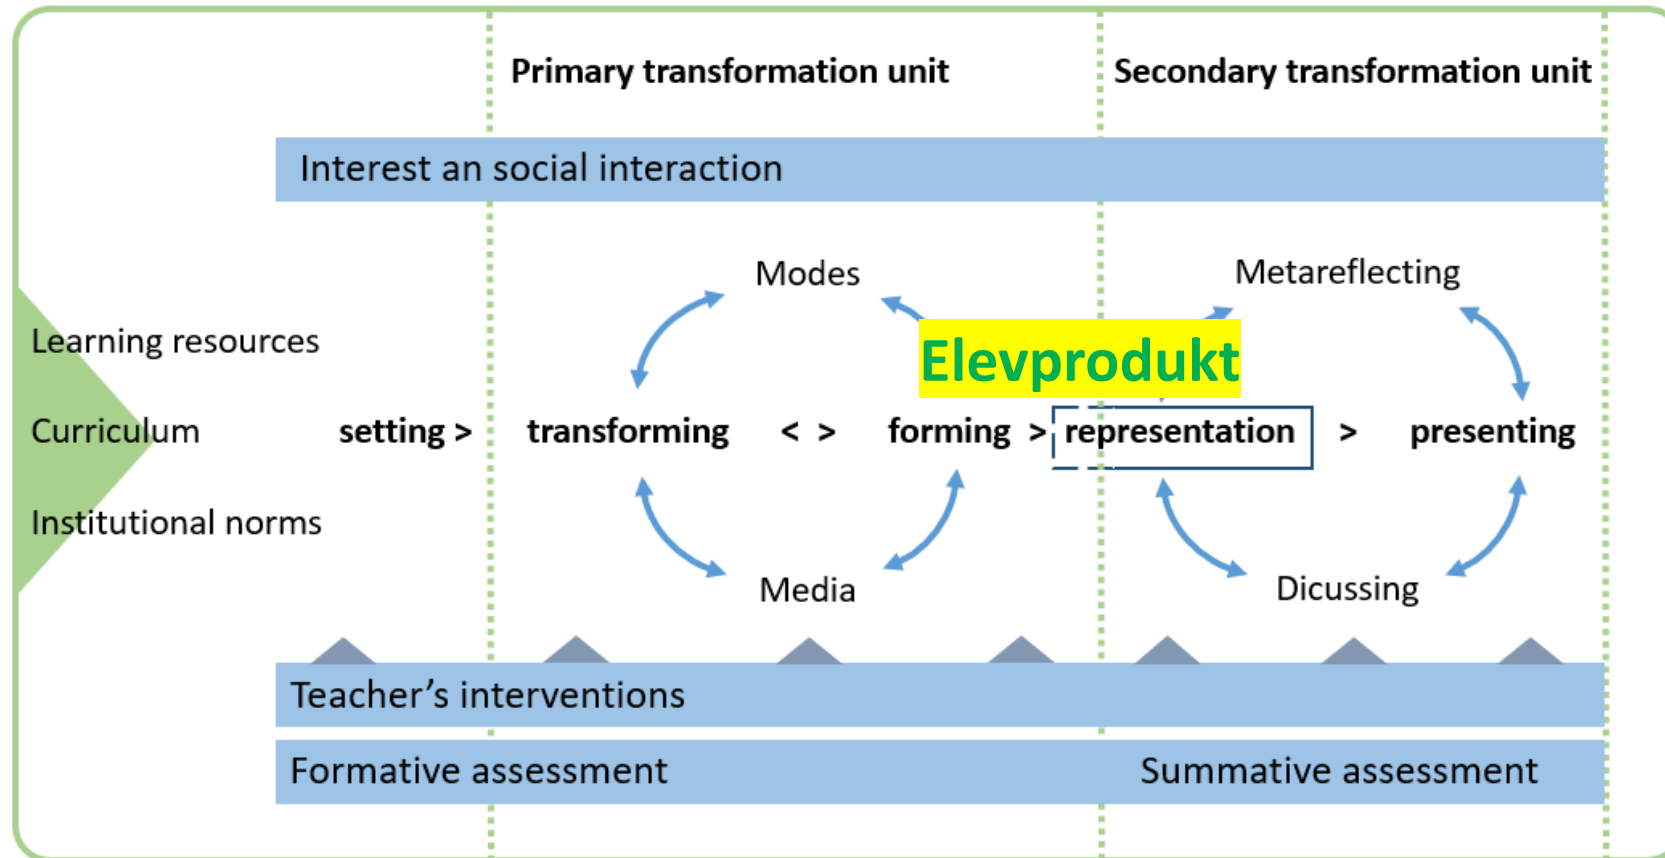 Primary transformation unit
Secondary transformation unit
Interest an social interaction
Modes
Metareflecting
Learning resources
Elevprodukt
Curriculum
setting > transforming < > forming > representation > presenting
Institutional norms
Media
Dicussing
Teacher’s interventions
Formative assessment
Summative assessment